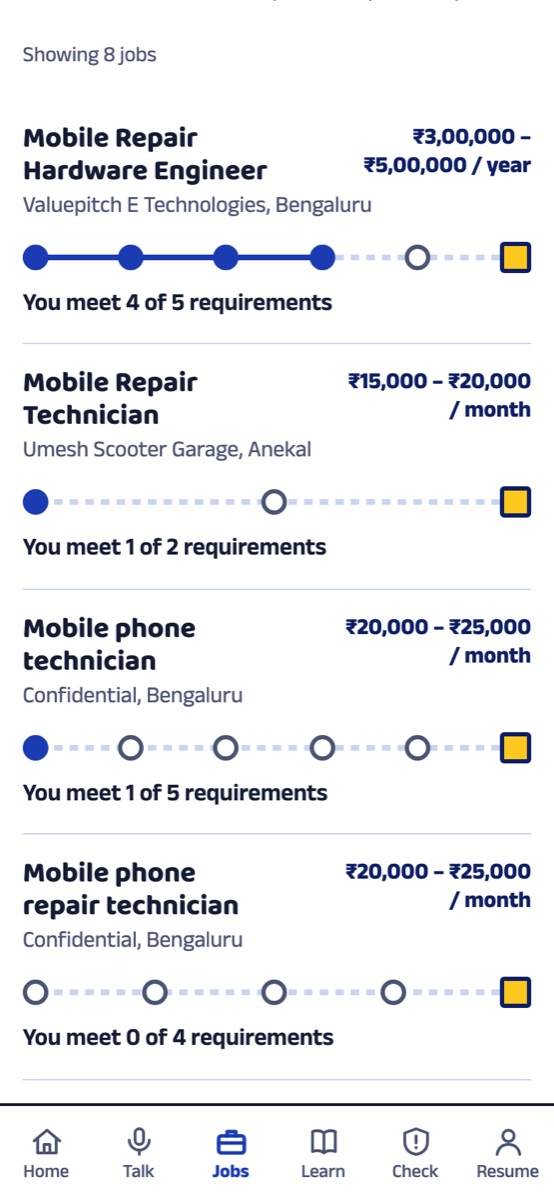 Showing 8 jobs
Mobile Repair
Hardware Engineer
₹3,00,000 –
₹5,00,000 / year
Valuepitch E Technologies, Bengaluru
You meet 4 of 5 requirements
Mobile Repair
Technician
₹15,000 – ₹20,000
/ month
Umesh Scooter Garage, Anekal
You meet 1 of 2 requirements
Mobile phone
technician
₹20,000 – ₹25,000
/ month
Confidential, Bengaluru
You meet 1 of 5 requirements
Mobile phone
repair technician
₹20,000 – ₹25,000
/ month
Confidential, Bengaluru
You meet 0 of 4 requirements
Home
Talk
Jobs
Learn
Check
Resume